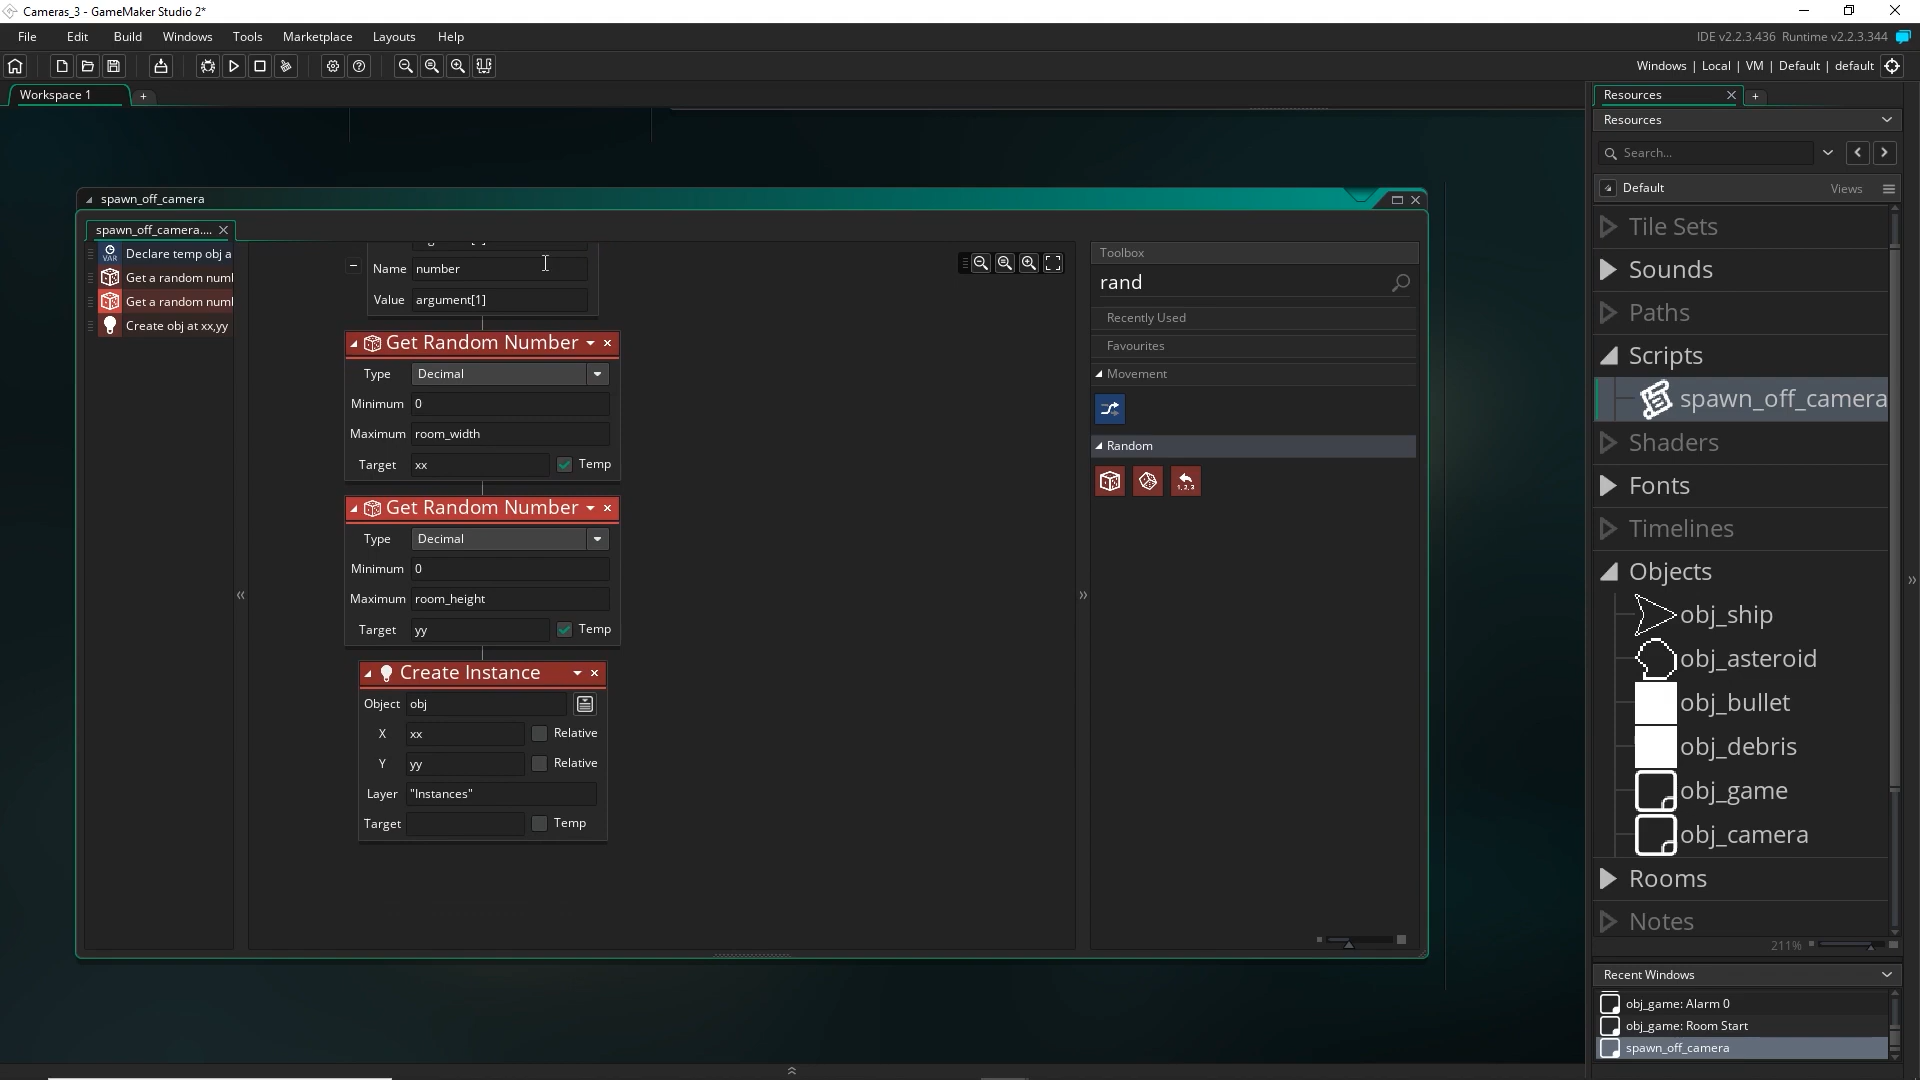 Cameras_3 - GameMaker Studio 2*
File Edit Build Windows Tools Marketplace Layouts Help
IDE v2.2.3.436 Runtime v2.2.3.344
Windows | Local | VM | Default | default
Workspace 1
spawn_off_camera
spawn_off_camera....
VAR Declare temp obj a
Get a random num
Get a random num
Create obj at xx,yy
Name number
Value argument[1]
Get Random Number
Type Decimal
Minimum 0
Maximum room_width
Target xx Temp
Get Random Number
Type Decimal
Minimum 0
Maximum room_height
Target yy Temp
Create Instance
Object obj
X xx Relative
Y yy Relative
Layer "Instances"
Target Temp
Toolbox
rand
Recently Used
Favourites
Movement
Random
1,2,3
Resources
Resources
Search...
Default Views
Tile Sets
Sounds
Paths
Scripts
spawn_off_camera
Shaders
Fonts
Timelines
Objects
obj_ship
obj_asteroid
obj_bullet
obj_debris
obj_game
obj_camera
Rooms
Notes
211%
Recent Windows
obj_game: Alarm 0
obj_game: Room Start
spawn_off_camera